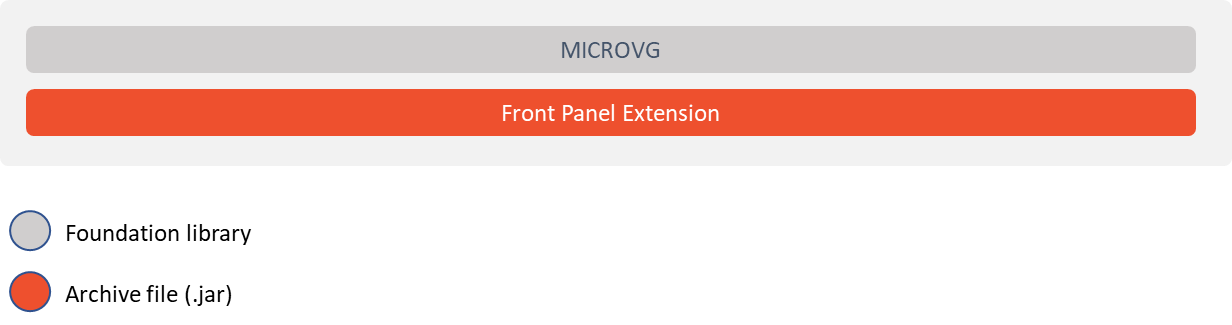 MICROVG
Front Panel Extension
Foundation library
Archive file (.jar)